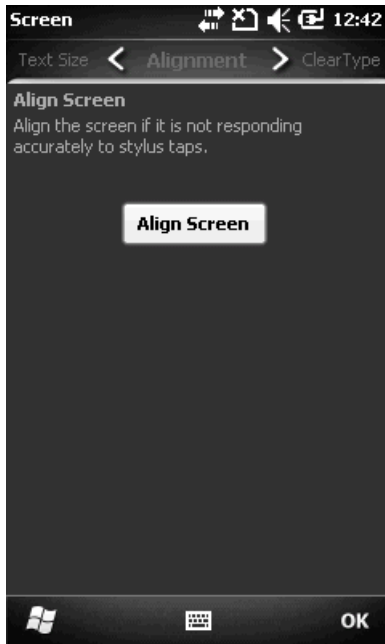 Screen 12:42
Text Size Alignment ClearType
Align Screen
Align the screen if it is not responding
accurately to stylus taps.
Align Screen
OK